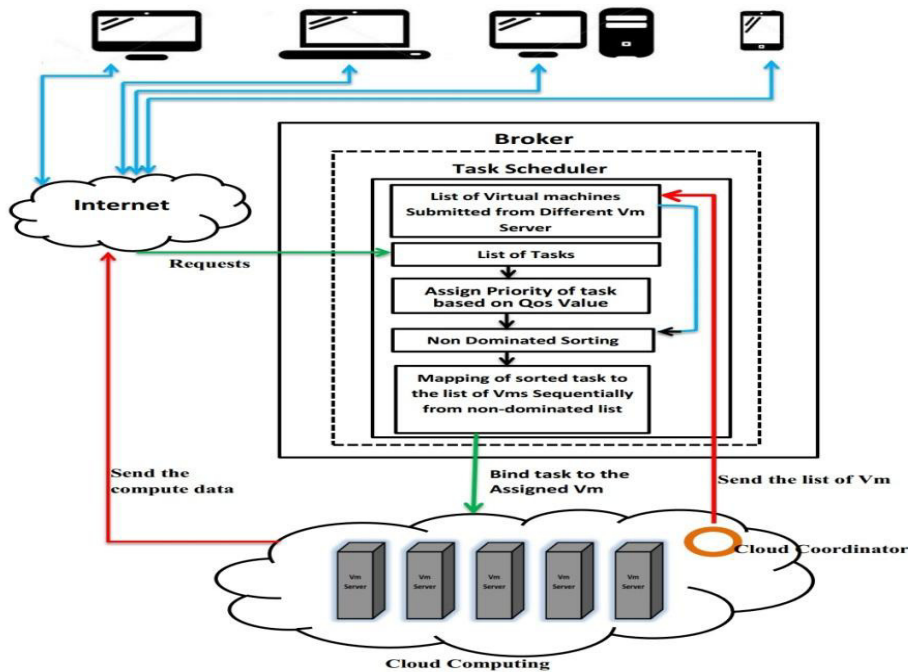 Broker
Task Scheduler
List of Virtual machines
Submitted from Different Vm
Server
Internet
Requests
List of Tasks
Assign Priority of task
based on Qos Value
Non Dominated Sorting
Mapping of sorted task to
the list of Vms Sequentially
from non-dominated list
Send the
compute data
Bind task to the
Assigned Vm
Send the list of Vm
Cloud Coordinator
Vm
Server
Vm
Server
Vm
Server
Vm
Server
Vm
Server
Cloud Computing